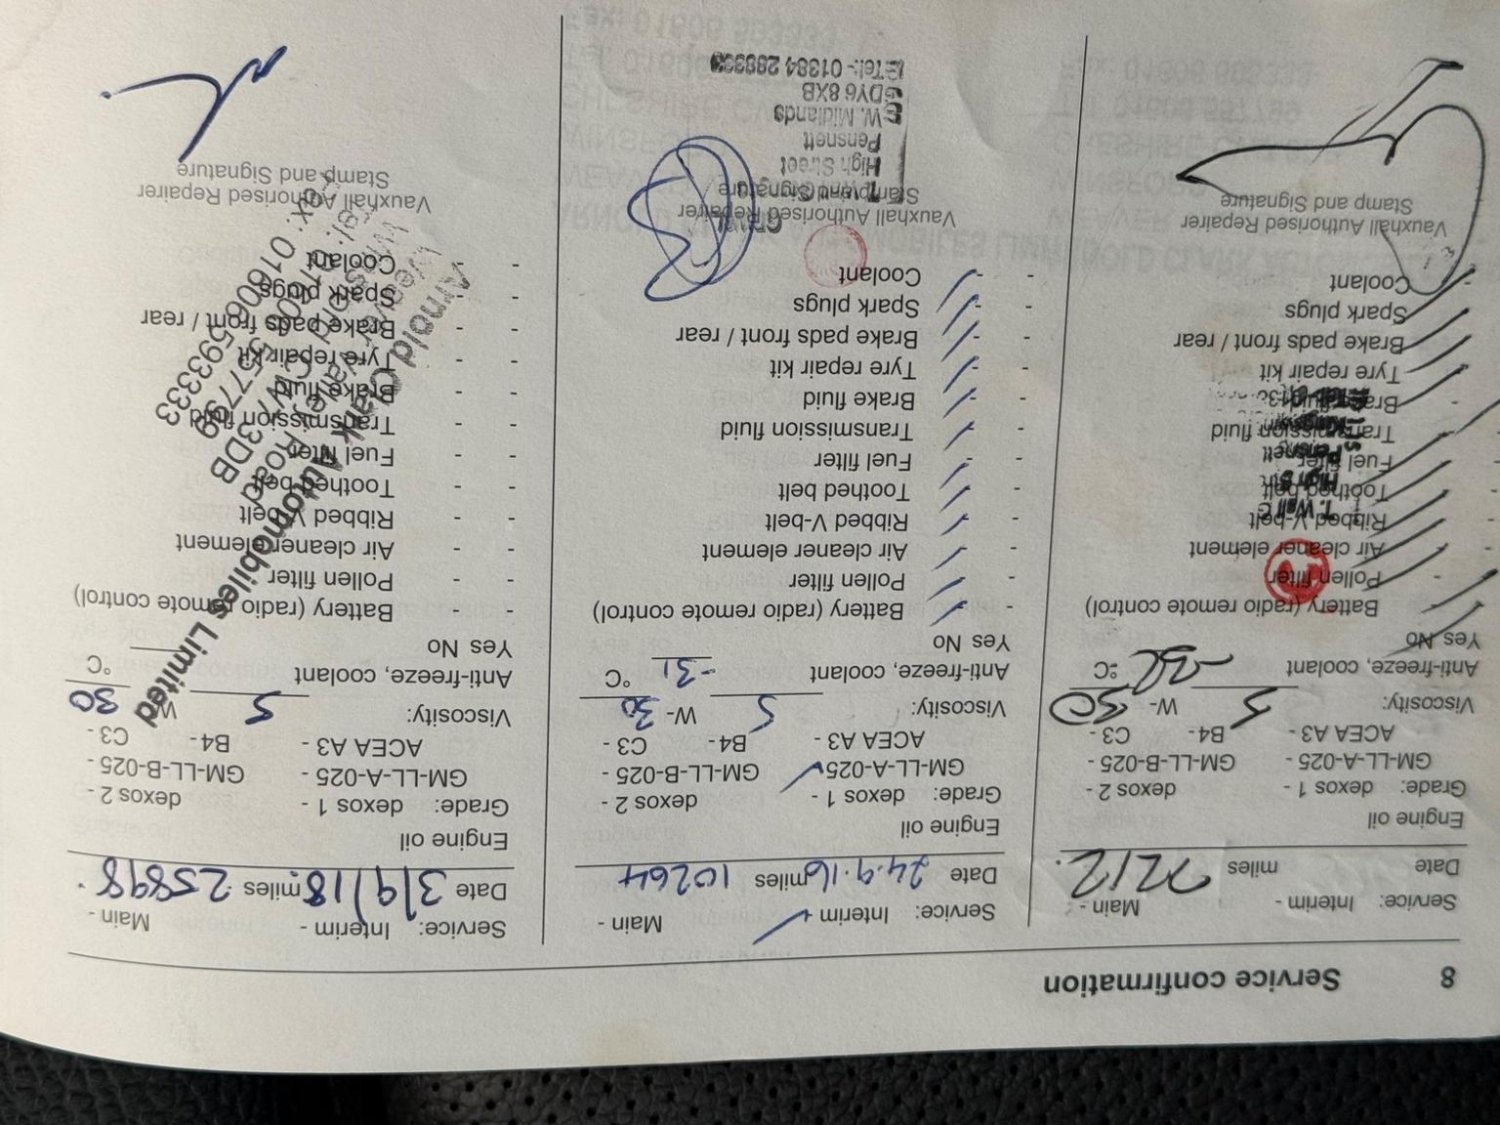 8 Service confirmation
Service: Interim - Main -
Date miles 7212
Engine oil
Grade: dexos 1 - dexos 2 -
GM-LL-A-025 - GM-LL-B-025 -
ACEA A3 - B4 - C3 -
Viscosity: 5 W- 30
Anti-freeze, coolant °C
Yes No
Battery (radio remote control)
Pollen filter
Air cleaner element
Ribbed V-belt
Toothed belt
Fuel filter
Transmission fluid
Brake fluid
Tyre repair kit
Brake pads front / rear
Spark plugs
Coolant
T. Wall
Pensnett
Vauxhall Authorised Repairer
Stamp and Signature
Service: Interim - Main -
Date 24.9.16 miles 10264
Engine oil
Grade: dexos 1 - dexos 2 -
GM-LL-A-025 GM-LL-B-025 -
ACEA A3 - B4 - C3 -
Viscosity: 5 W- 30
Anti-freeze, coolant -31 °C
Yes No
Battery (radio remote control)
Pollen filter
Air cleaner element
Ribbed V-belt
Toothed belt
Fuel filter
Transmission fluid
Brake fluid
Tyre repair kit
Brake pads front / rear
Spark plugs
Coolant
Vauxhall Authorised Repairer
Stamp and Signature
High Street
Pensnett
W. Midlands
DY6 8XB
Tel:- 01384
Service: Interim - Main -
Date 3/9/18 miles 25898
Engine oil
Grade: dexos 1 - dexos 2 -
GM-LL-A-025 - GM-LL-B-025 -
ACEA A3 - B4 - C3 -
Viscosity: 5 W 30
Anti-freeze, coolant °C
Yes No
Battery (radio remote control)
Pollen filter
Air cleaner element
Ribbed V-belt
Toothed belt
Fuel filter
Transmission fluid
Brake fluid
Tyre repair kit
Brake pads front / rear
Spark plugs
Coolant
Vauxhall Authorised Repairer
Stamp and Signature
Arnold Clark Automobiles Limited
Road
3DB
01606 593333